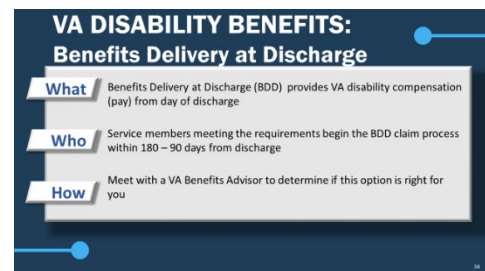 VA DISABILITY BENEFITS:
Benefits Delivery at Discharge
What
Benefits Delivery at Discharge (BDD) provides VA disability compensation
(pay) from day of discharge
Who
Service members meeting the requirements begin the BDD claim process
within 180 – 90 days from discharge
How
Meet with a VA Benefits Advisor to determine if this option is right for
you
34